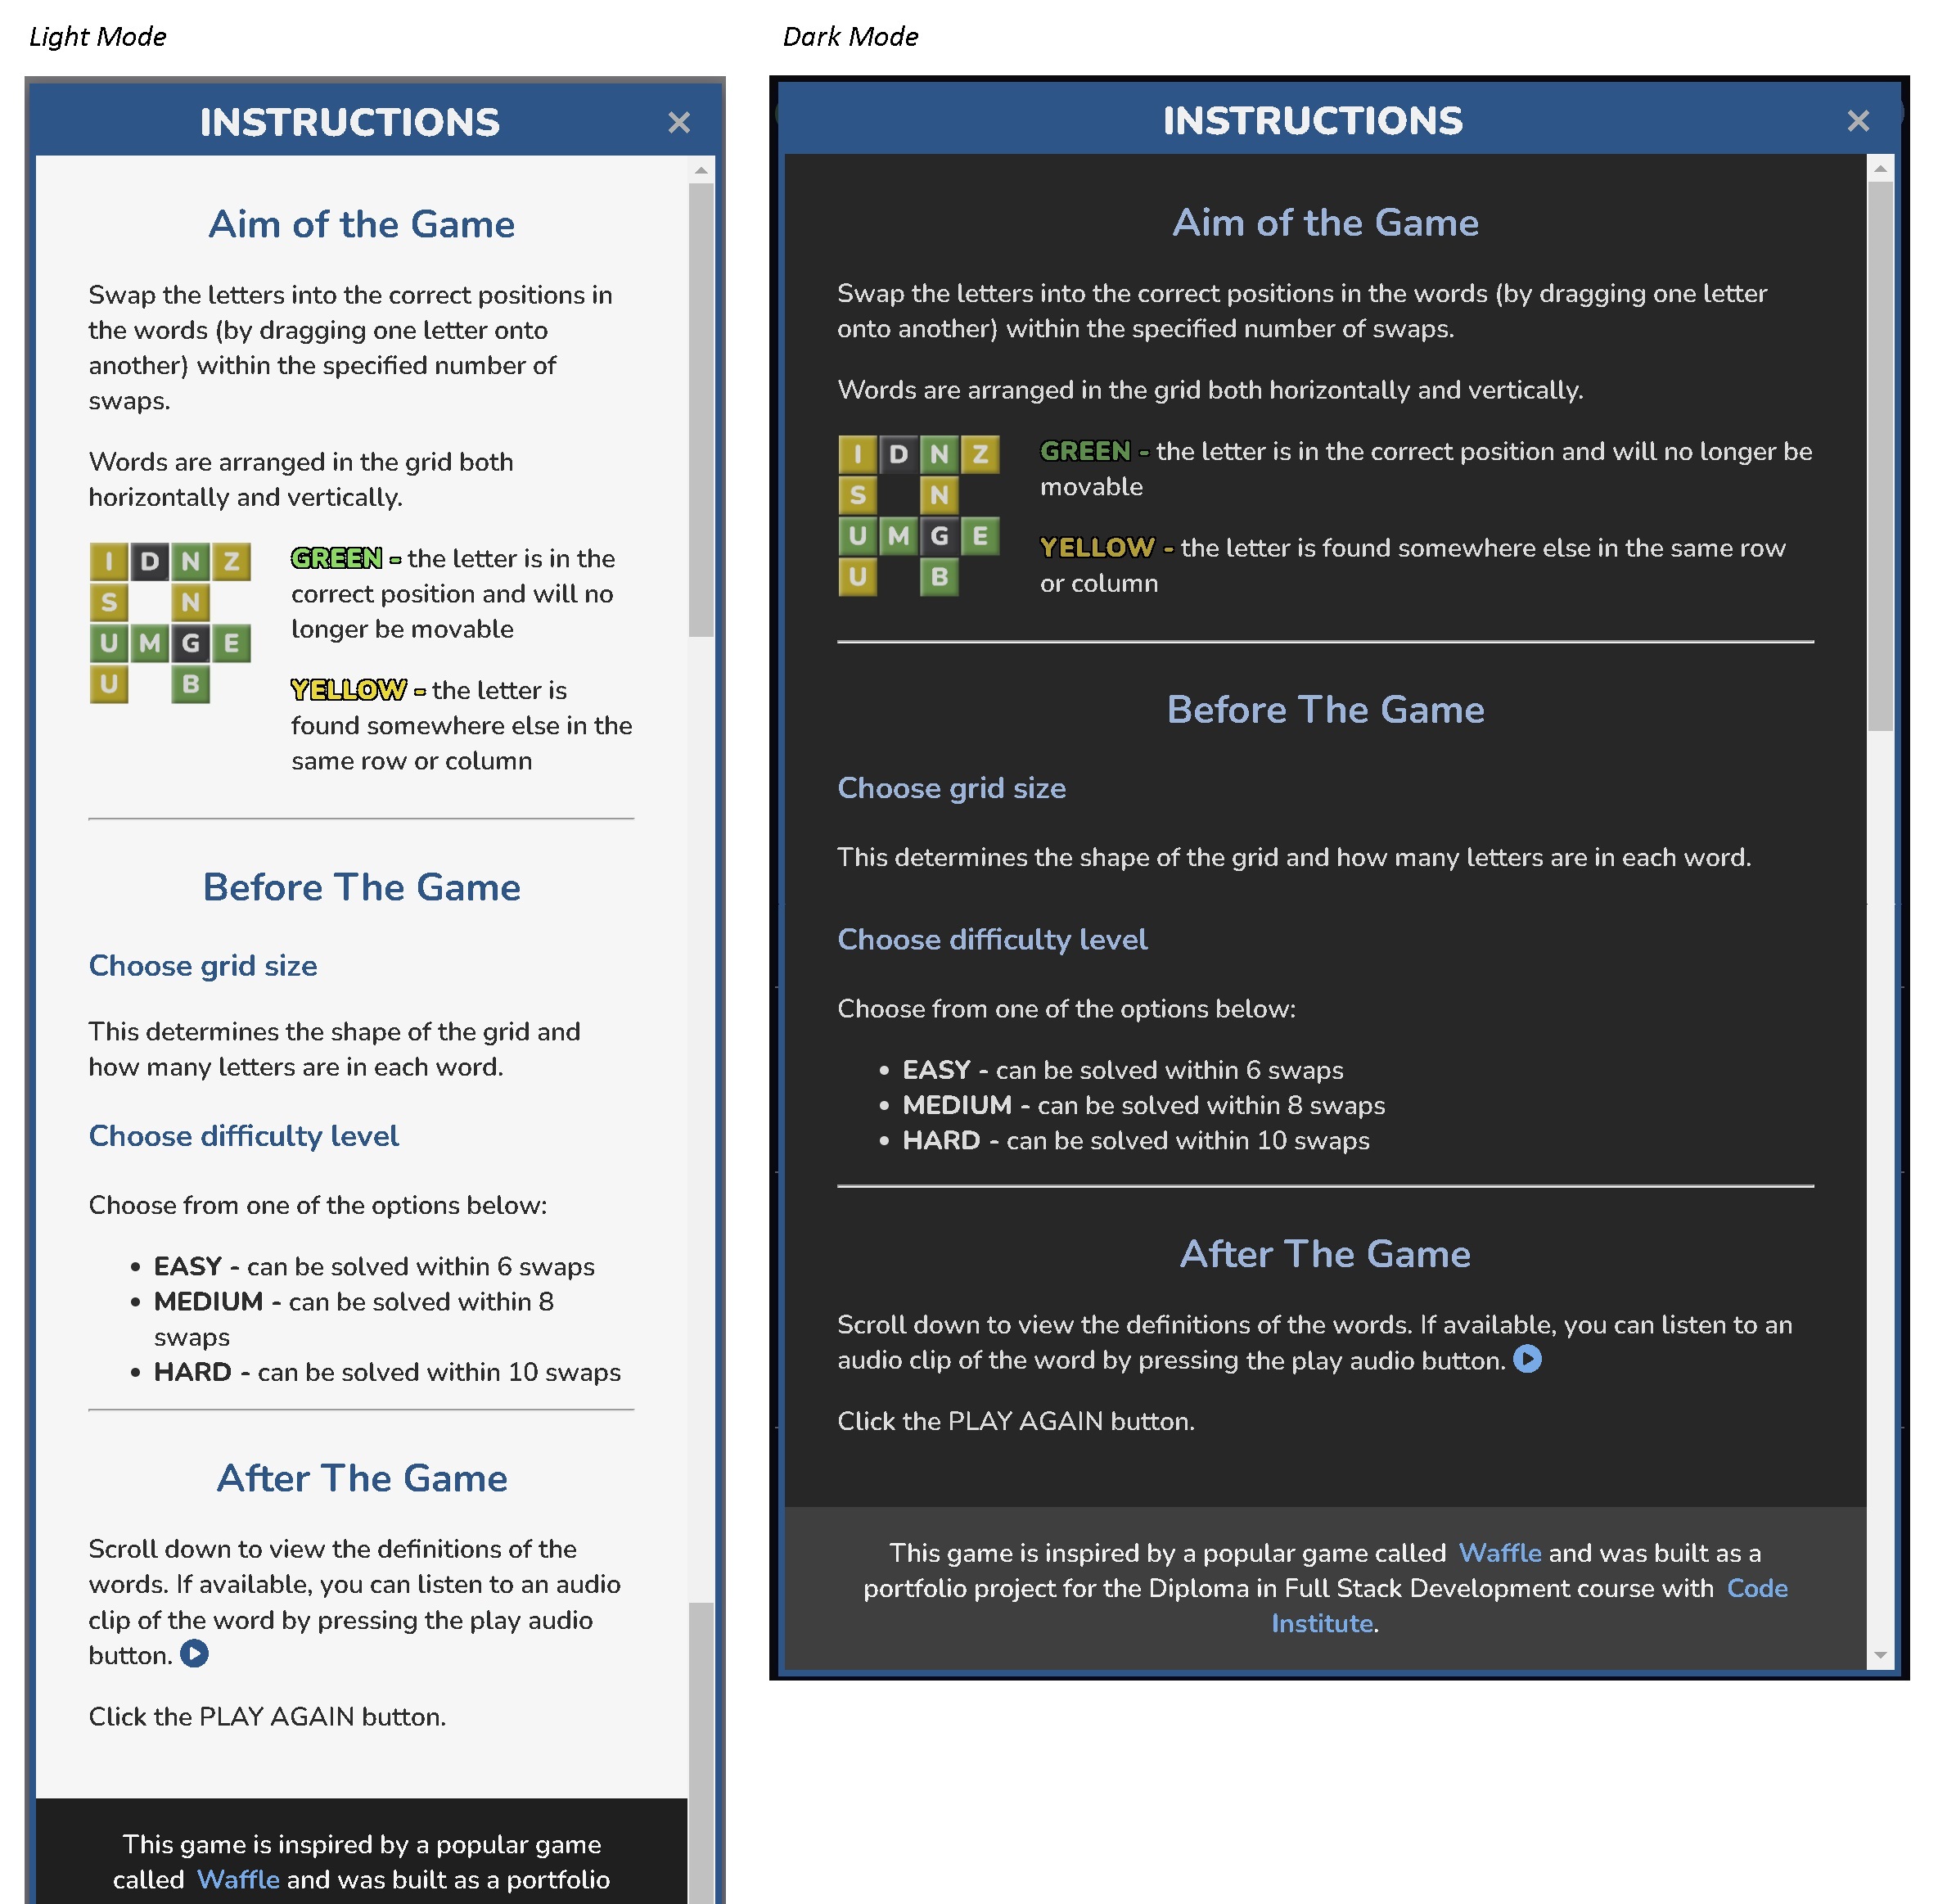 Light Mode
INSTRUCTIONS ×
Aim of the Game
Swap the letters into the correct positions in
the words (by dragging one letter onto
another) within the specified number of
swaps.
Words are arranged in the grid both
horizontally and vertically.
I D N Z
S N
U M G E
U B
GREEN - the letter is in the
correct position and will no
longer be movable
YELLOW - the letter is
found somewhere else in the
same row or column
Before The Game
Choose grid size
This determines the shape of the grid and
how many letters are in each word.
Choose difficulty level
Choose from one of the options below:
• EASY - can be solved within 6 swaps
• MEDIUM - can be solved within 8
swaps
• HARD - can be solved within 10 swaps
After The Game
Scroll down to view the definitions of the
words. If available, you can listen to an audio
clip of the word by pressing the play audio
button.
Click the PLAY AGAIN button.
This game is inspired by a popular game
called Waffle and was built as a portfolio
Dark Mode
INSTRUCTIONS ×
Aim of the Game
Swap the letters into the correct positions in the words (by dragging one letter
onto another) within the specified number of swaps.
Words are arranged in the grid both horizontally and vertically.
I D N Z
S N
U M G E
U B
GREEN - the letter is in the correct position and will no longer be
movable
YELLOW - the letter is found somewhere else in the same row
or column
Before The Game
Choose grid size
This determines the shape of the grid and how many letters are in each word.
Choose difficulty level
Choose from one of the options below:
• EASY - can be solved within 6 swaps
• MEDIUM - can be solved within 8 swaps
• HARD - can be solved within 10 swaps
After The Game
Scroll down to view the definitions of the words. If available, you can listen to an
audio clip of the word by pressing the play audio button.
Click the PLAY AGAIN button.
This game is inspired by a popular game called Waffle and was built as a
portfolio project for the Diploma in Full Stack Development course with Code
Institute.